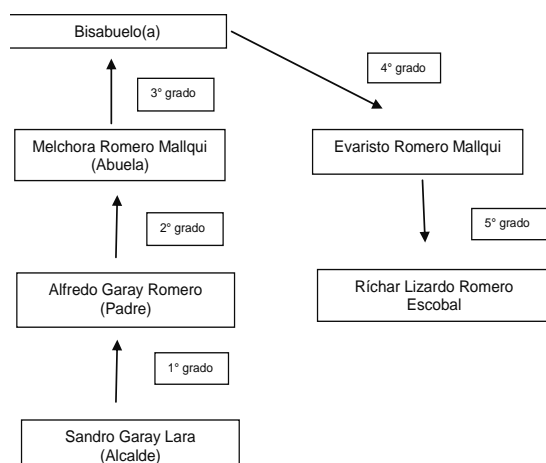 Bisabuelo(a)
4° grado
3° grado
Melchora Romero Mallqui
(Abuela)
Evaristo Romero Mallqui
2° grado
5° grado
Alfredo Garay Romero
(Padre)
Ríchar Lizardo Romero
Escobal
1° grado
Sandro Garay Lara
(Alcalde)